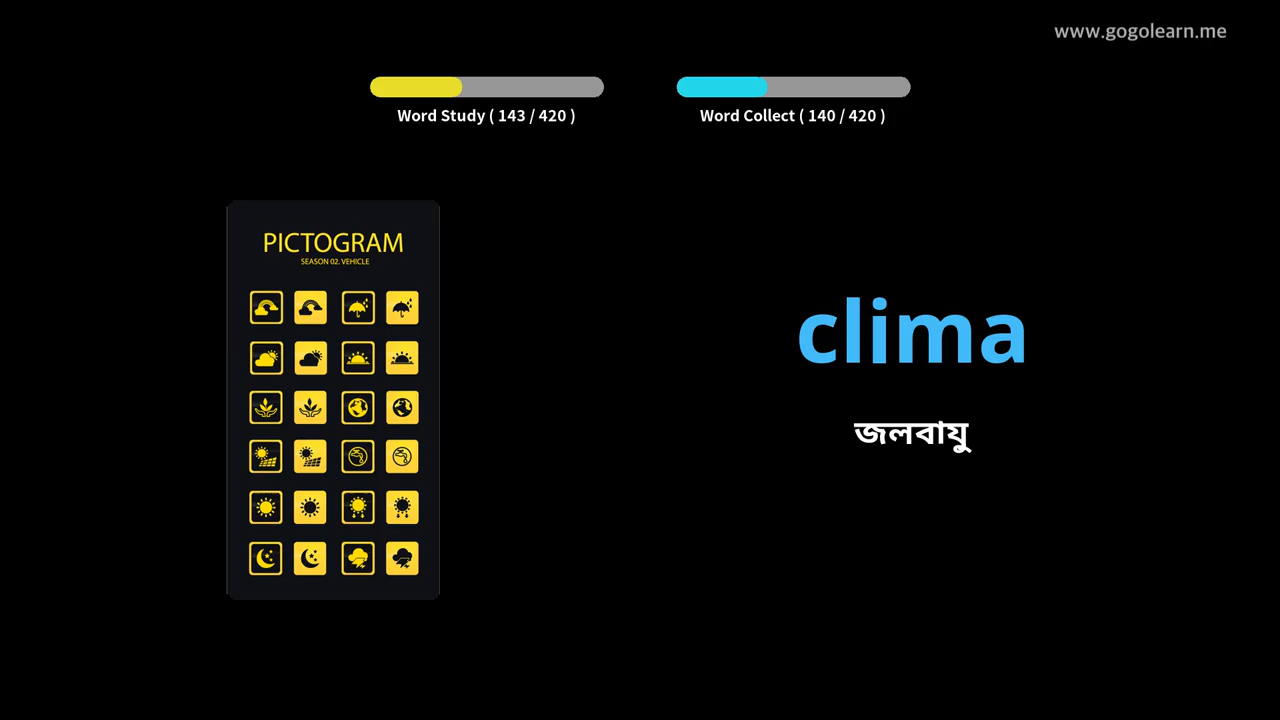 www.gogolearn.me
Word Study ( 143 / 420 )
Word Collect ( 140 / 420 )
PICTOGRAM
SEASON 02. VEHICLE
clima
জলবায়ু